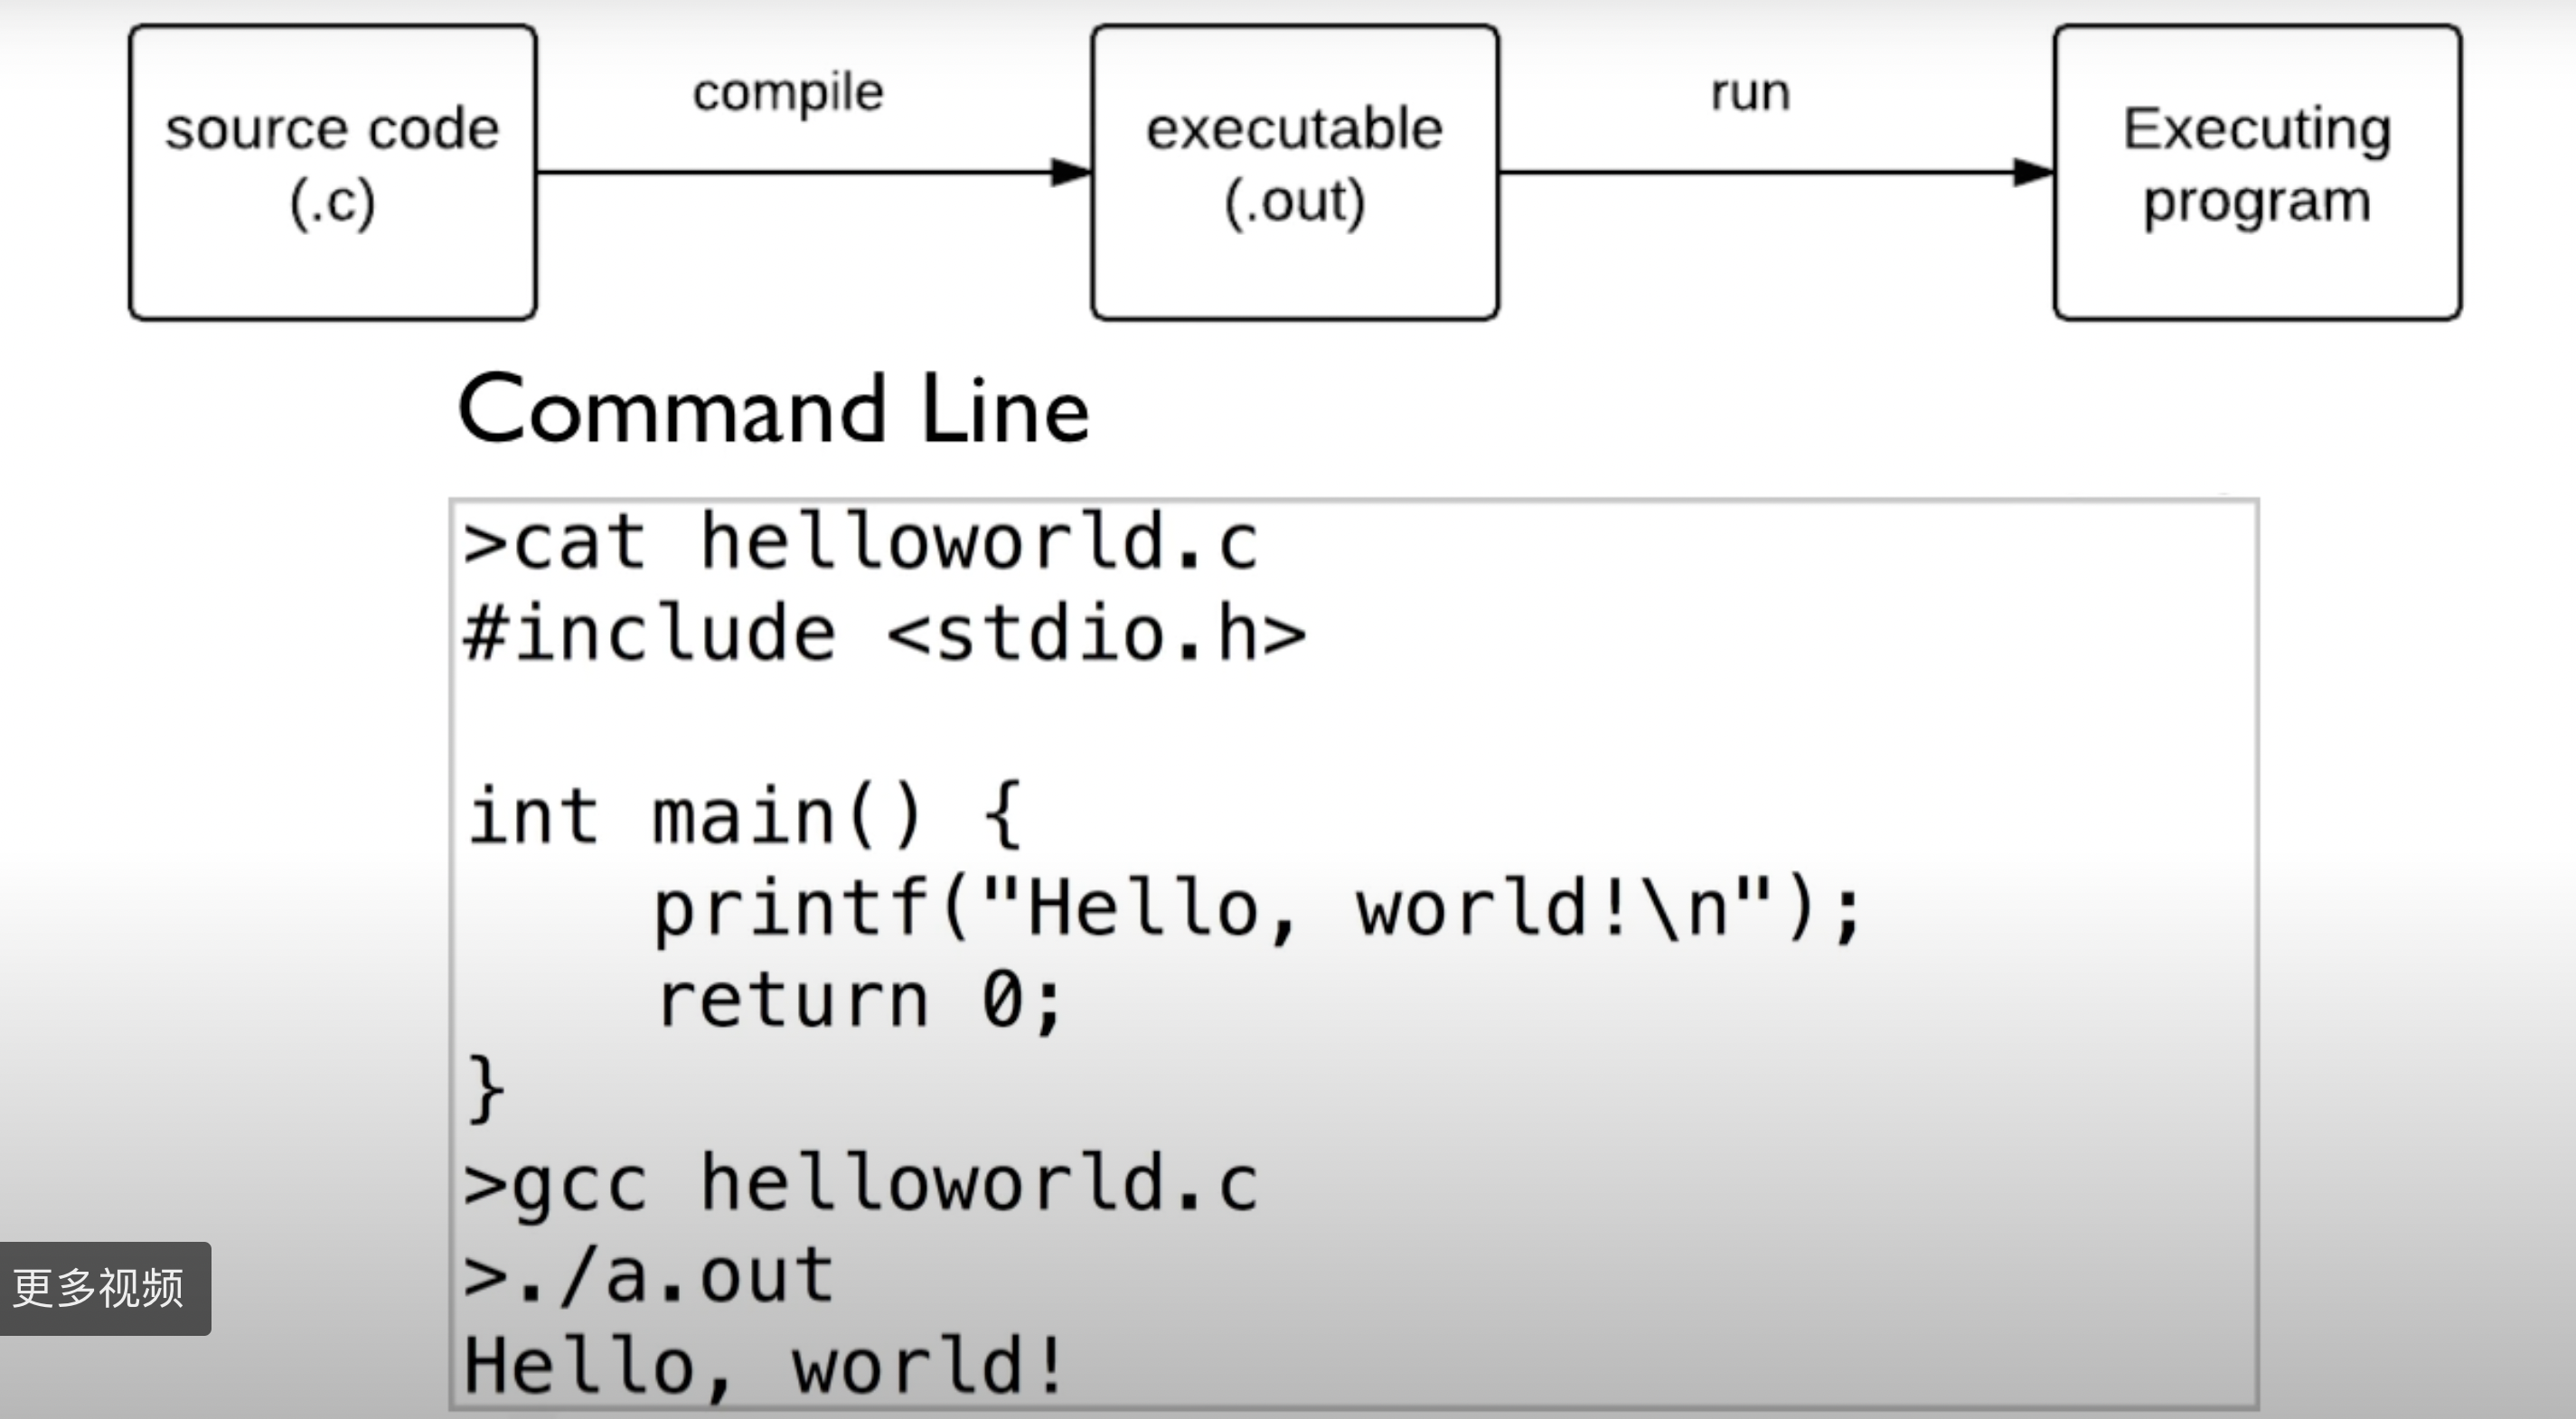 source code
(.c)
compile
executable
(.out)
run
Executing
program
Command Line
>cat helloworld.c
#include <stdio.h>
int main() {
    printf("Hello, world!\n");
    return 0;
}
>gcc helloworld.c
>./a.out
Hello, world!
更多视频